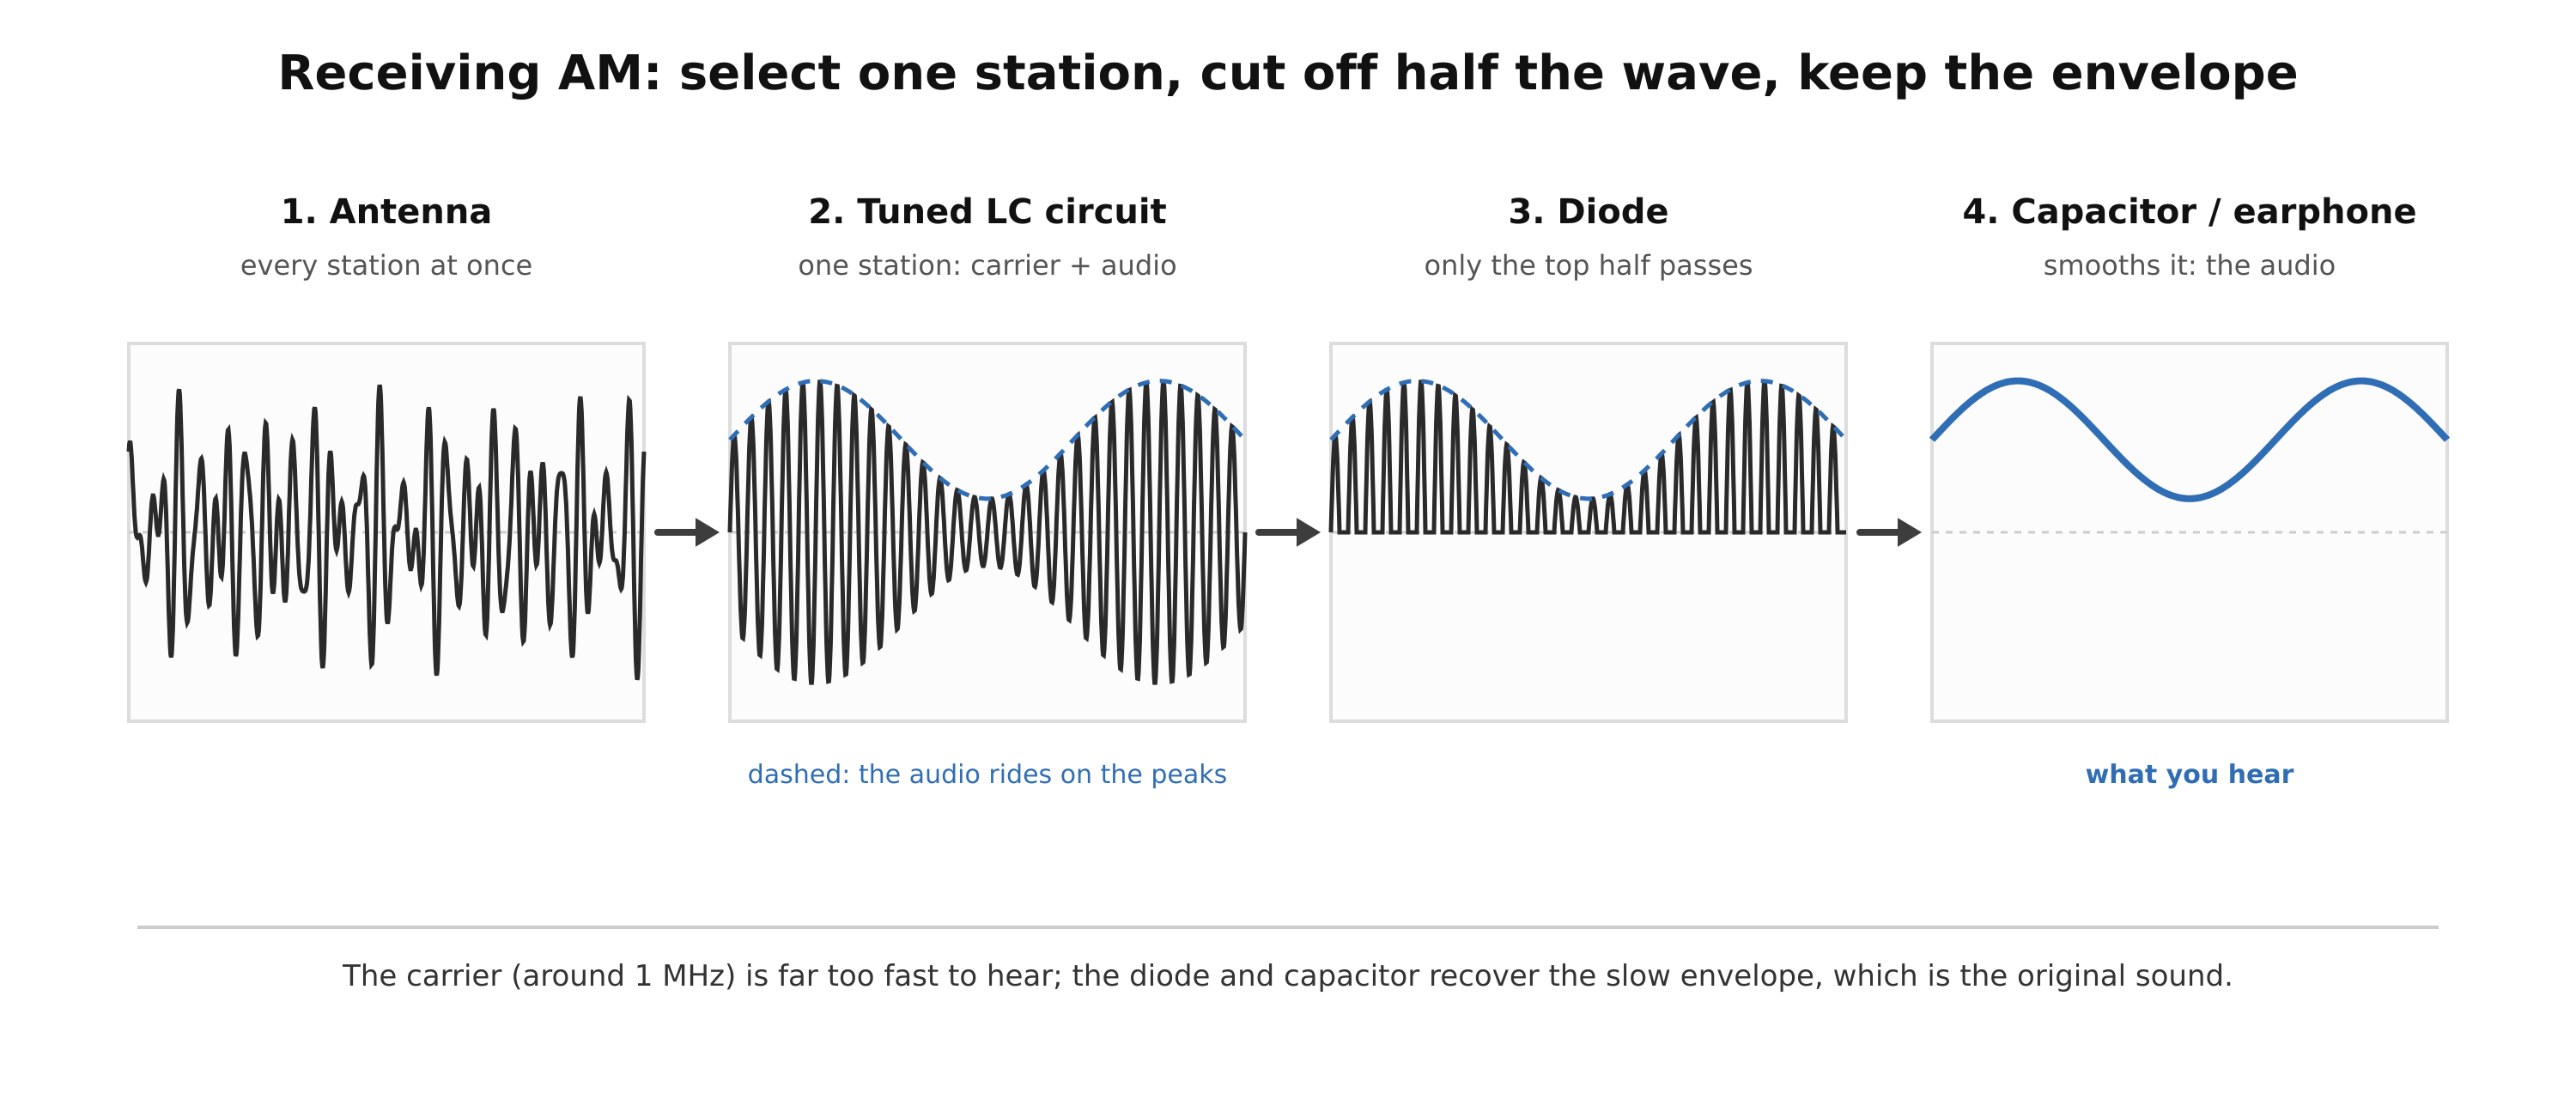 Receiving AM: select one station, cut off half the wave, keep the envelope
1. Antenna
every station at once
2. Tuned LC circuit
one station: carrier + audio
3. Diode
only the top half passes
4. Capacitor / earphone
smooths it: the audio
dashed: the audio rides on the peaks
what you hear
The carrier (around 1 MHz) is far too fast to hear; the diode and capacitor recover the slow envelope, which is the original sound.